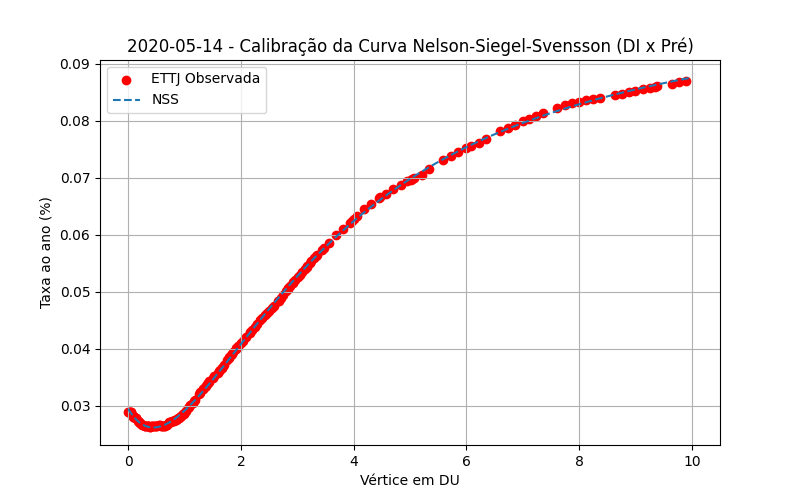 2020-05-14 - Calibração da Curva Nelson-Siegel-Svensson (DI x Pré)
0.09
ETTJ Observada
NSS
0.08
0.07
0.06
0.05
0.04
0.03
Taxa ao ano (%)
0 2 4 6 8 10
Vértice em DU